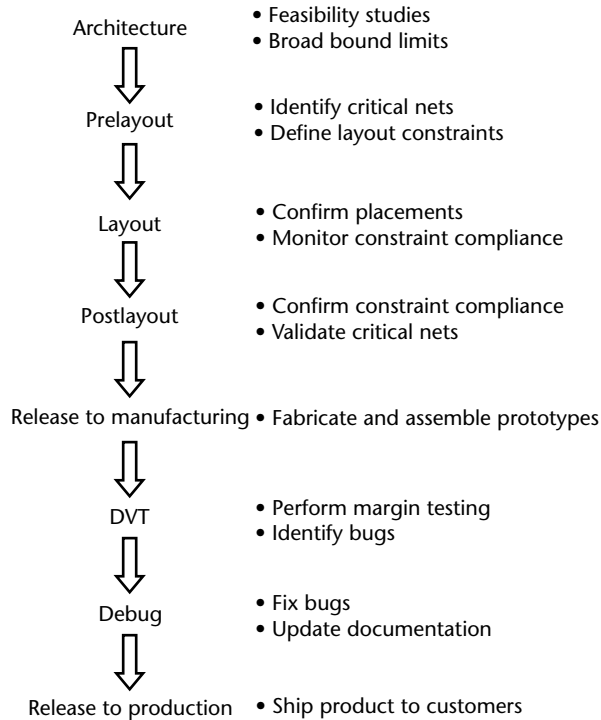 Architecture
• Feasibility studies
• Broad bound limits
Prelayout
• Identify critical nets
• Define layout constraints
Layout
• Confirm placements
• Monitor constraint compliance
Postlayout
• Confirm constraint compliance
• Validate critical nets
Release to manufacturing
• Fabricate and assemble prototypes
DVT
• Perform margin testing
• Identify bugs
Debug
• Fix bugs
• Update documentation
Release to production
• Ship product to customers